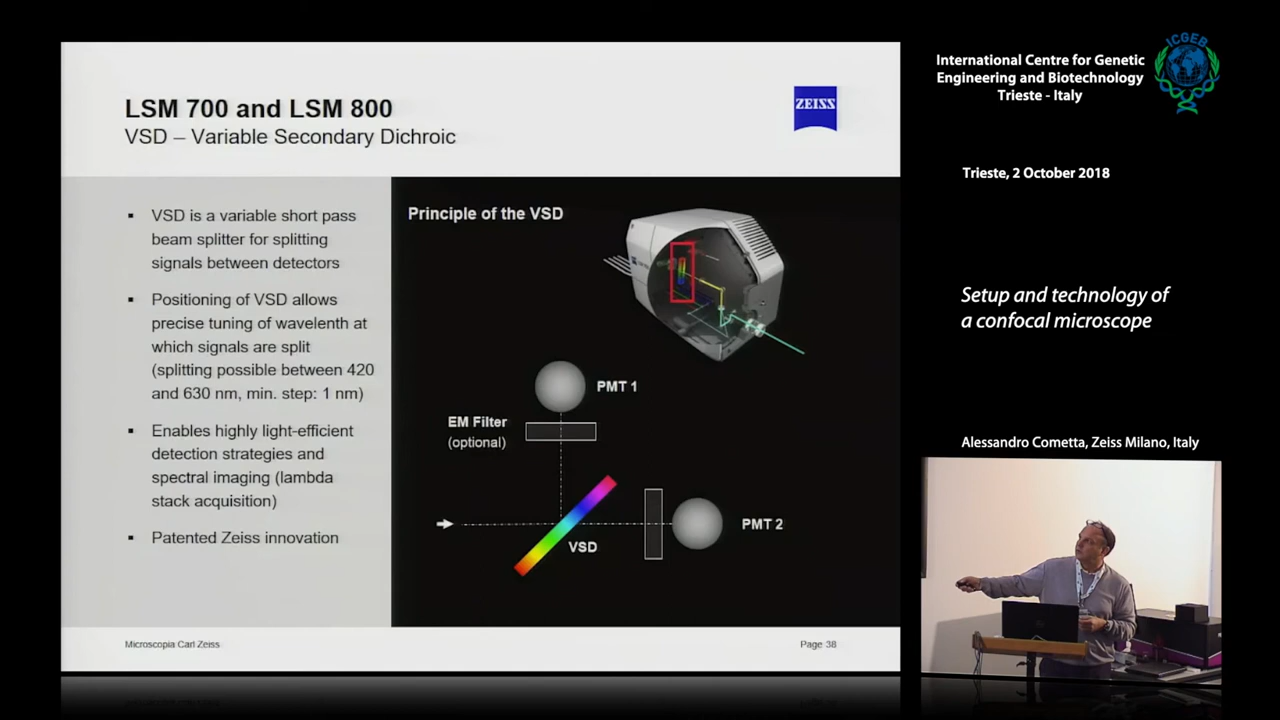 LSM 700 and LSM 800
VSD – Variable Secondary Dichroic
ZEISS
▪ VSD is a variable short pass
beam splitter for splitting
signals between detectors
▪ Positioning of VSD allows
precise tuning of wavelenth at
which signals are split
(splitting possible between 420
and 630 nm, min. step: 1 nm)
▪ Enables highly light-efficient
detection strategies and
spectral imaging (lambda
stack acquisition)
▪ Patented Zeiss innovation
Principle of the VSD
PMT 1
EM Filter
(optional)
VSD
PMT 2
Microscopia Carl Zeiss
Page 38
International Centre for Genetic
Engineering and Biotechnology
Trieste - Italy
ICGEB
Trieste, 2 October 2018
Setup and technology of
a confocal microscope
Alessandro Cometta, Zeiss Milano, Italy